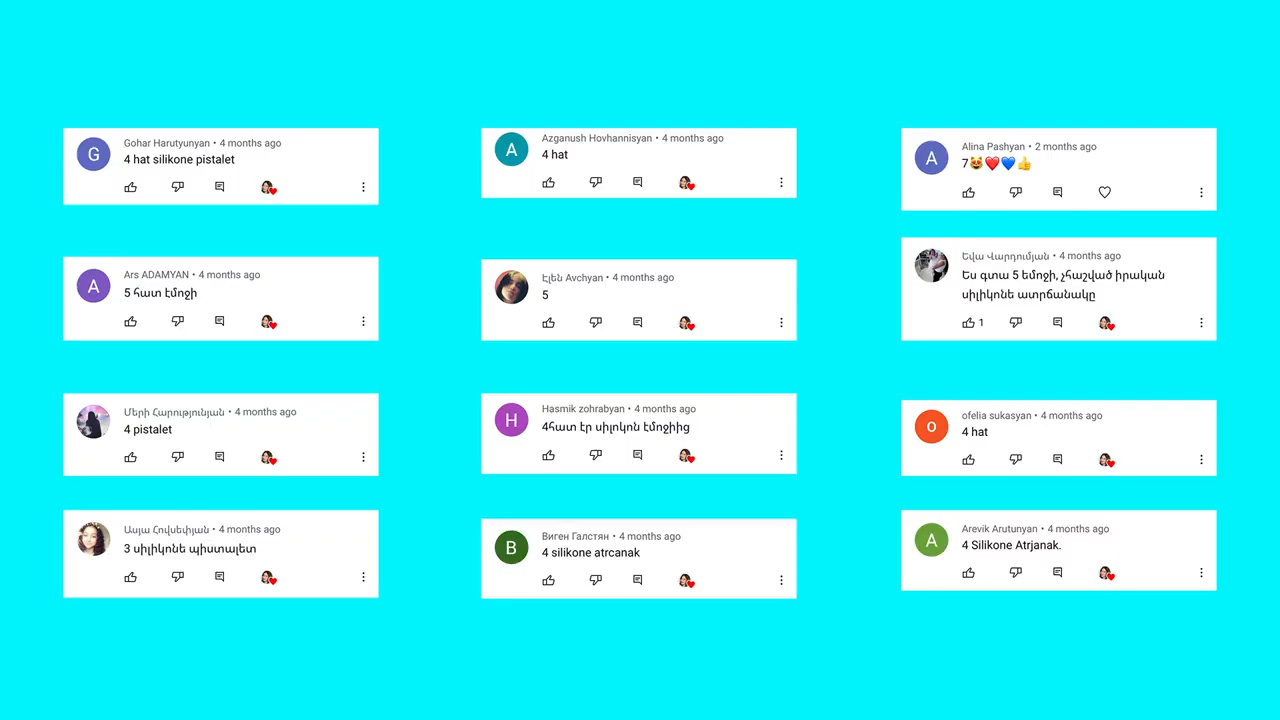 Gohar Harutyunyan • 4 months ago
4 hat silikone pistalet
Ars ADAMYAN • 4 months ago
5 հատ էմոջի
Մերի Հարությունյան • 4 months ago
4 pistalet
Ասյա Հովսեփյան • 4 months ago
3 սիլիկոնե պիստալետ
Azganush Hovhannisyan • 4 months ago
4 hat
Էլեն Avchyan • 4 months ago
5
Hasmik zohrabyan • 4 months ago
4հատ էր սիլոկոն էմոջիից
Виген Галстян • 4 months ago
4 silikone atrcanak
Alina Pashyan • 2 months ago
7😻❤️💙👍
Եվա Վարդումյան • 4 months ago
Ես գտա 5 եմոջի, չհաշված իրական
սիլիկոնե ատրճանակը
1
ofelia sukasyan • 4 months ago
4 hat
Arevik Arutunyan • 4 months ago
4 Silikone Atrjanak.
G
A
A
A
H
В
o
A